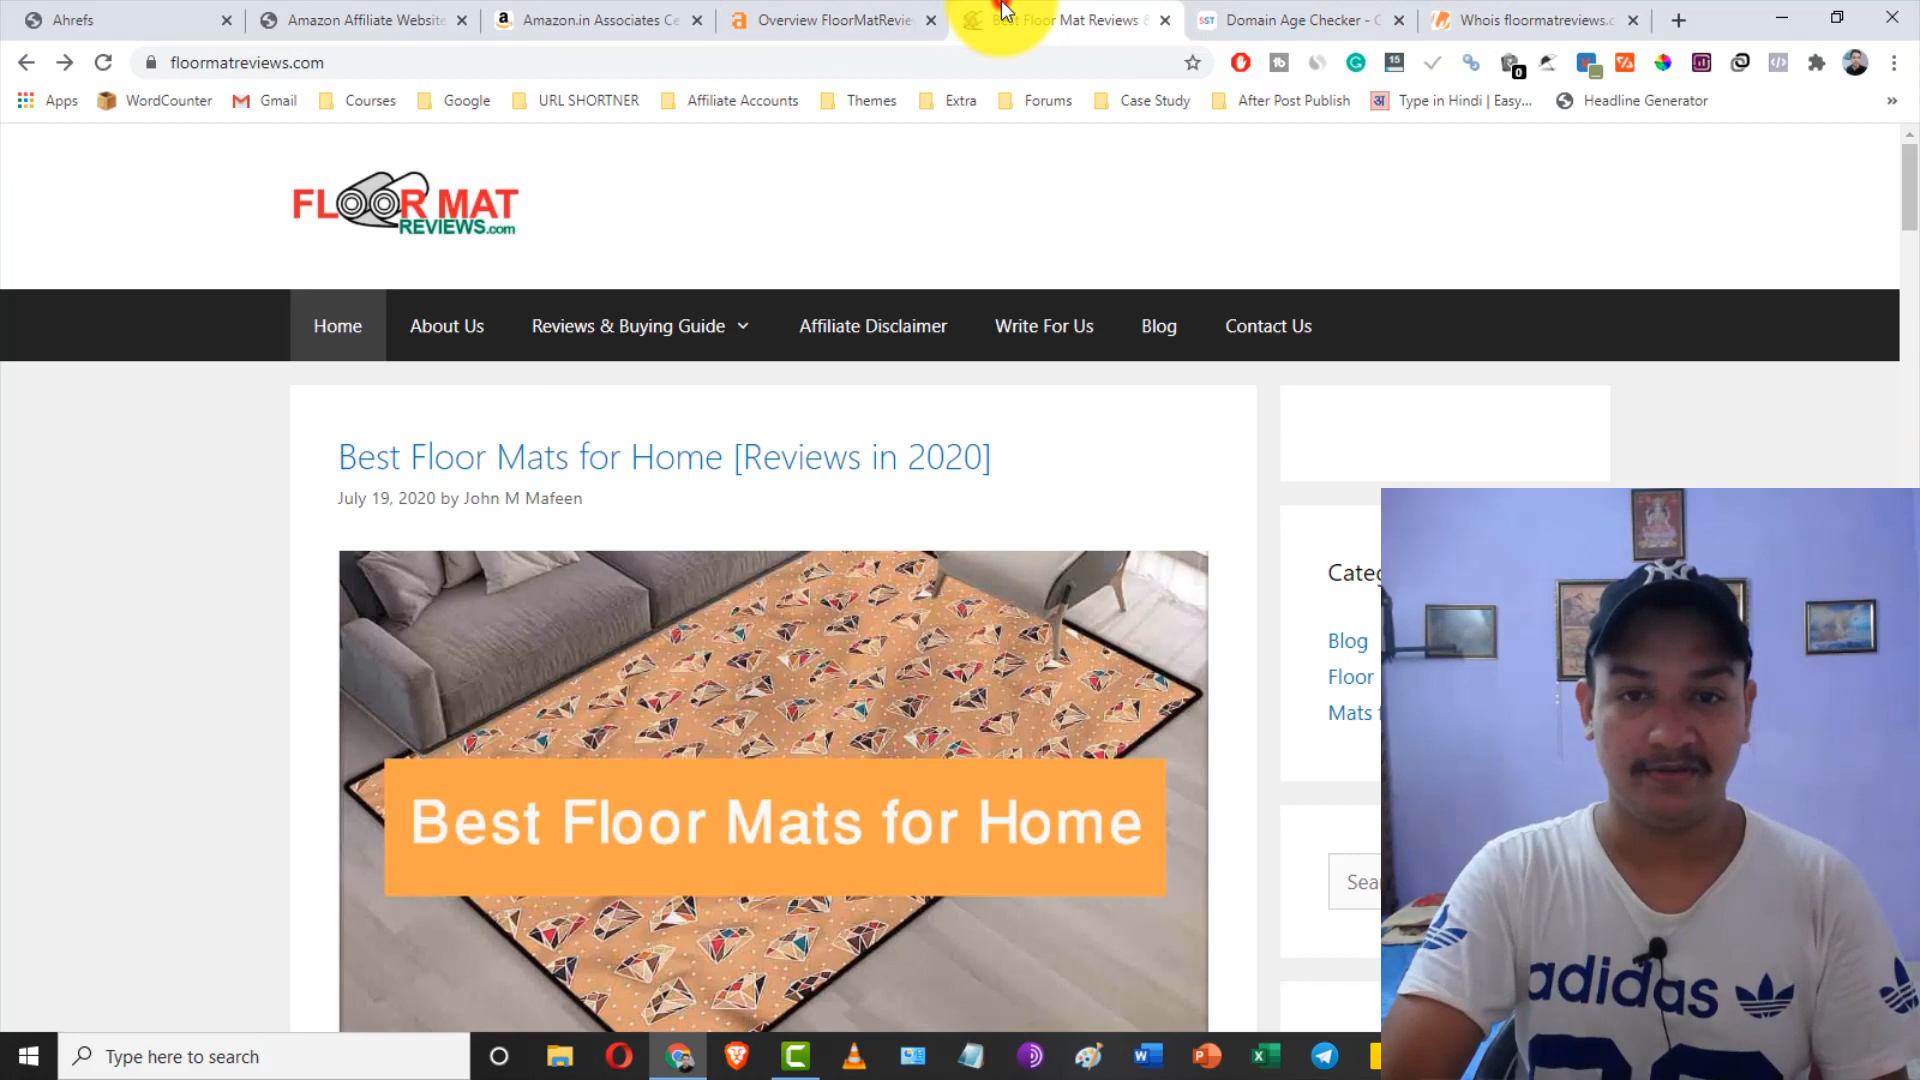 Ahrefs
Amazon Affiliate Website
Amazon.in Associates Ce
Overview FloorMatRevie
Best Floor Mat Reviews &
Domain Age Checker - C
Whois floormatreviews.c
floormatreviews.com
Apps
WordCounter
Gmail
Courses
Google
URL SHORTNER
Affiliate Accounts
Themes
Extra
Forums
Case Study
After Post Publish
Type in Hindi | Easy...
Headline Generator
FLOOR MAT
REVIEWS.com
Home
About Us
Reviews & Buying Guide
Affiliate Disclaimer
Write For Us
Blog
Contact Us
Best Floor Mats for Home [Reviews in 2020]
July 19, 2020 by John M Mafeen
Categ
Blog
Floor
Mats f
Best Floor Mats for Home
Sea
adidas
Type here to search